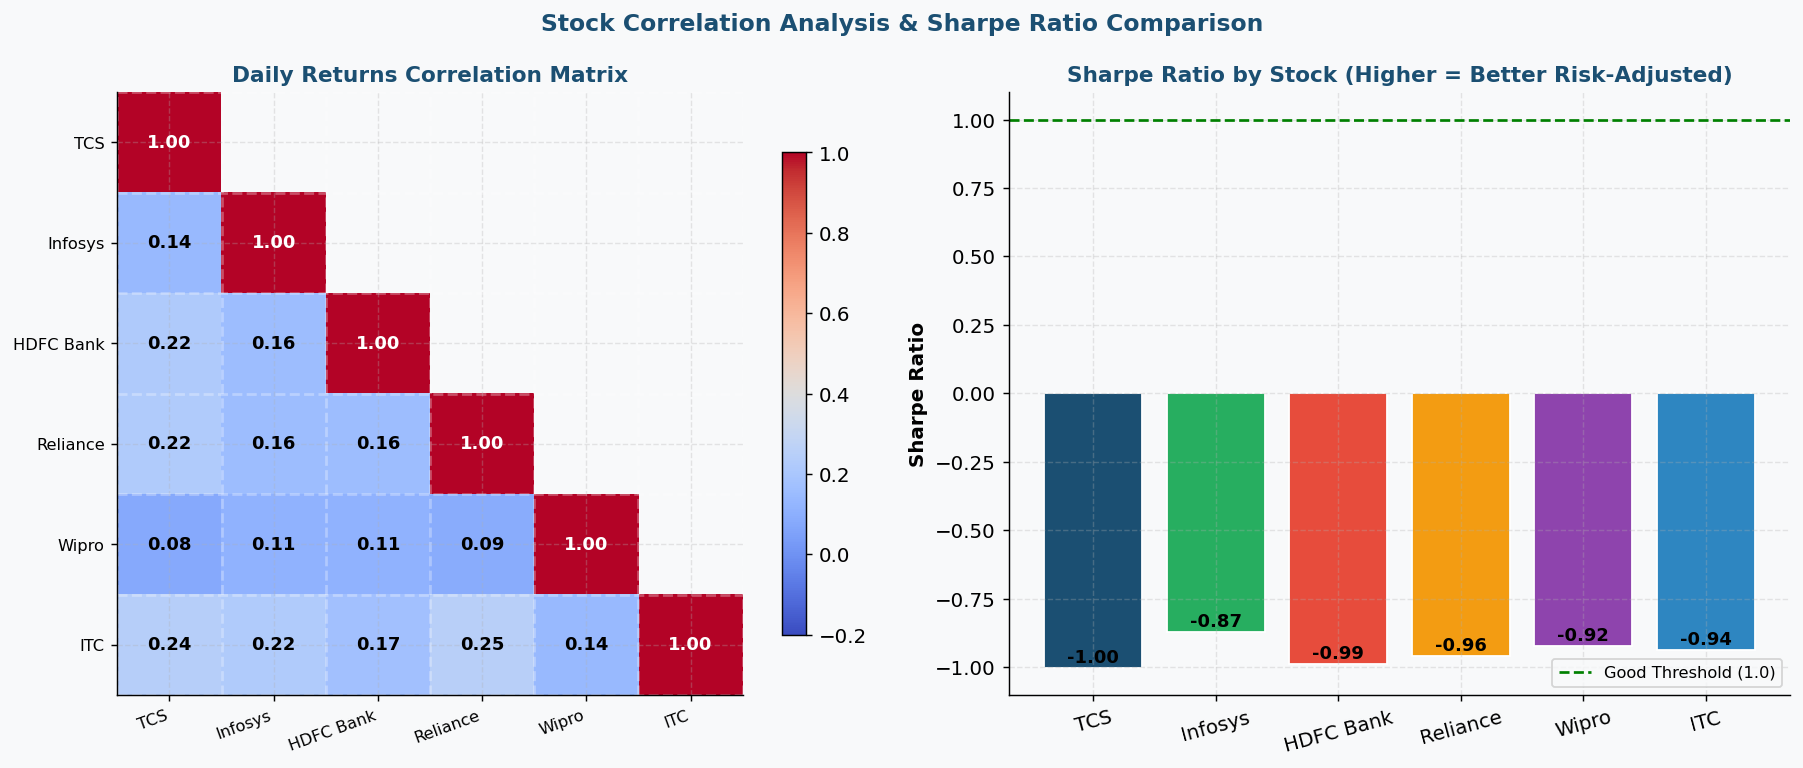 Stock Correlation Analysis & Sharpe Ratio Comparison
Daily Returns Correlation Matrix
TCS
1.00
Infosys
0.14
1.00
HDFC Bank
0.22
0.16
1.00
Reliance
0.22
0.16
0.16
1.00
Wipro
0.08
0.11
0.11
0.09
1.00
ITC
0.24
0.22
0.17
0.25
0.14
1.00
TCS
Infosys
HDFC Bank
Reliance
Wipro
ITC
1.0
0.8
0.6
0.4
0.2
0.0
−0.2
Sharpe Ratio by Stock (Higher = Better Risk-Adjusted)
Sharpe Ratio
1.00
0.75
0.50
0.25
0.00
−0.25
−0.50
−0.75
−1.00
-1.00
-0.87
-0.99
-0.96
-0.92
-0.94
Good Threshold (1.0)
TCS
Infosys
HDFC Bank
Reliance
Wipro
ITC